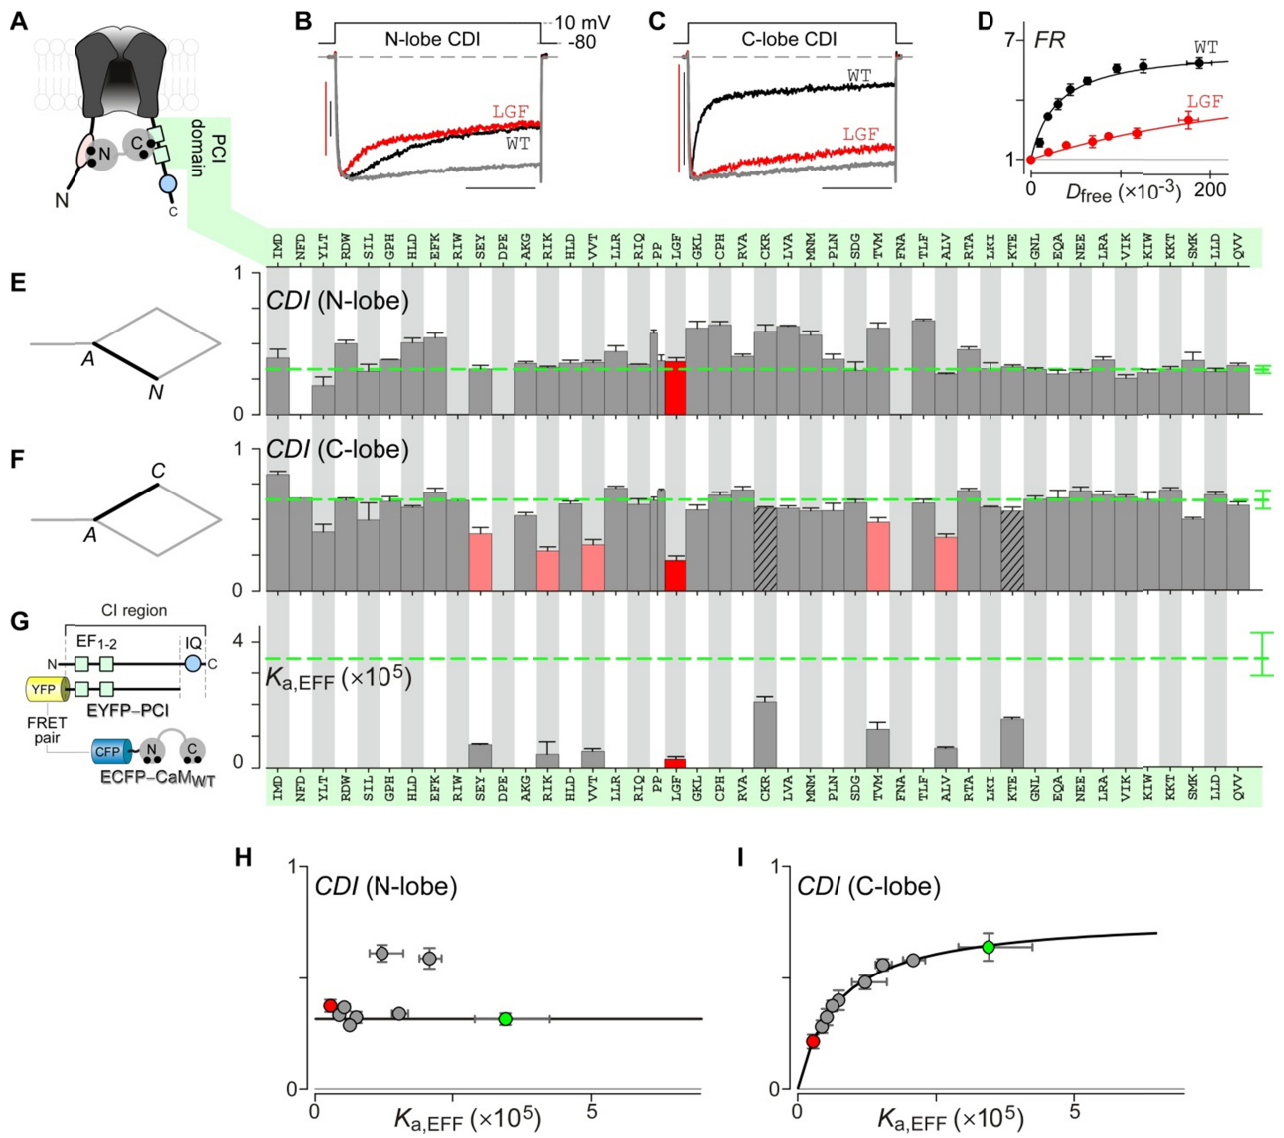 A
B
C
D
N
C
N
C
PCI
domain
N-lobe CDI
10 mV
-80
LGF
WT
C-lobe CDI
WT
LGF
7
FR
WT
LGF
1
0
Dfree (×10-3)
200
IMD NFD YLT RDW SIL GPH HLD EFK RIW SEY DPE AKG RIK HLD VVT LLR RIQ PP LGF GKL CPH RVA CKR LVA MNM PLN SDG TVM FNA ALV TLF RTA LKI KTE GNL EQA NEE LRA VIK KIW KKT SMK LLD QVV
E
A
N
1
CDI (N-lobe)
0
F
C
A
1
CDI (C-lobe)
0
G
CI region
EF1-2
IQ
N
C
YFP
EYFP–PCI
FRET
pair
CFP
N
C
ECFP–CaMWT
4
Ka,EFF (×105)
0
IMD NFD YLT RDW SIL GPH HLD EFK RIW SEY DPE AKG RIK HLD VVT LLR RIQ PP LGF GKL CPH RVA CKR LVA MNM PLN SDG TVM FNA ALV TLF RTA LKI KTE GNL EQA NEE LRA VIK KIW KKT SMK LLD QVV
H
1
CDI (N-lobe)
0
0
Ka,EFF (×105)
5
I
1
CDI (C-lobe)
0
0
Ka,EFF (×105)
5